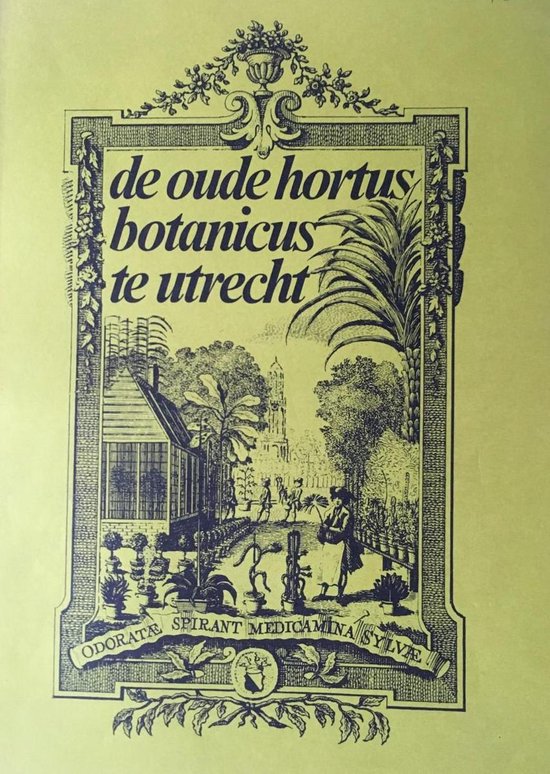 de oude hortus
botanicus
te utrecht
ODORATÆ SPIRANT MEDICAMINA SYLVÆ